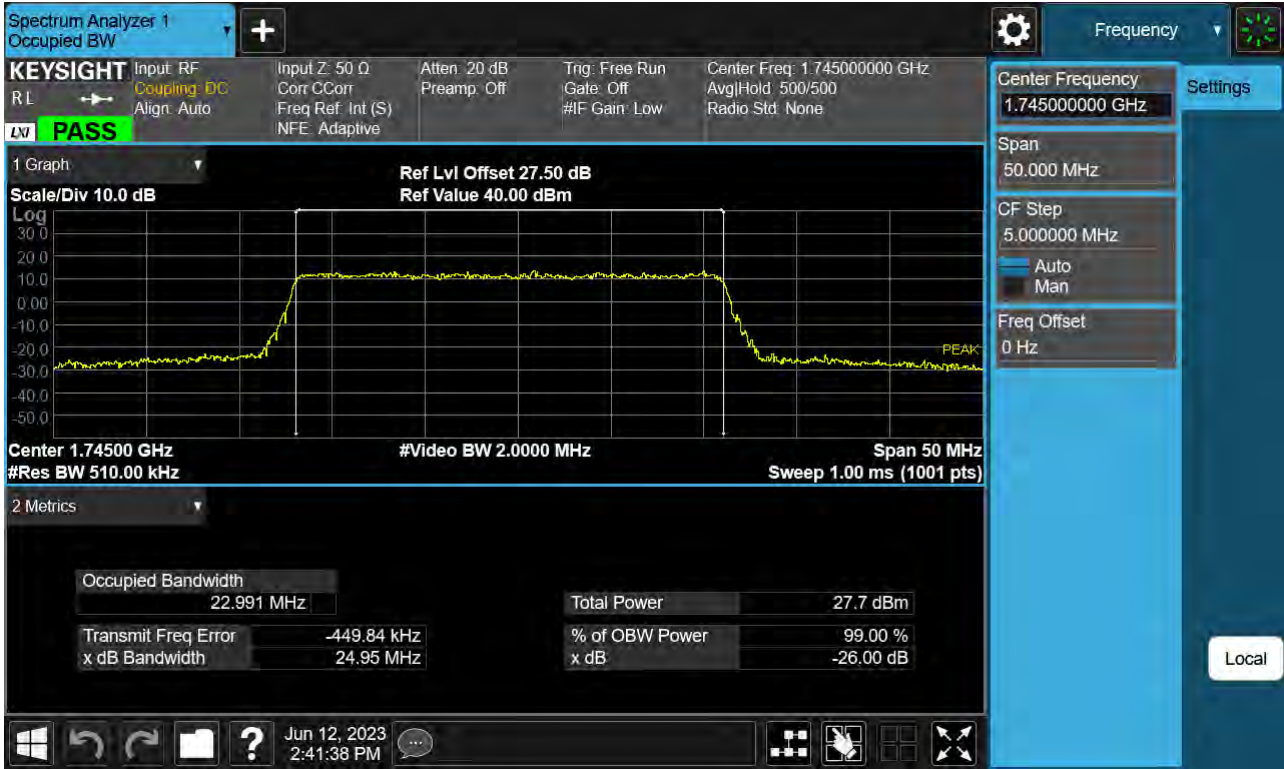 Spectrum Analyzer 1
Occupied BW
Frequency
KEYSIGHT
RL
LXI
PASS
Input: RF
Coupling: DC
Align: Auto
Input Z: 50 Ω
Corr CCorr
Freq Ref: Int (S)
NFE: Adaptive
Atten: 20 dB
Preamp: Off
Trig: Free Run
Gate: Off
#IF Gain: Low
Center Freq: 1.745000000 GHz
Avg|Hold: 500/500
Radio Std: None
Center Frequency
1.745000000 GHz
Settings
Span
50.000 MHz
CF Step
5.000000 MHz
Auto
Man
Freq Offset
0 Hz
1 Graph
Scale/Div 10.0 dB
Ref Lvl Offset 27.50 dB
Ref Value 40.00 dBm
Log
30.0
20.0
10.0
0.00
-10.0
-20.0
-30.0
-40.0
-50.0
PEAK
Center 1.74500 GHz
#Video BW 2.0000 MHz
Span 50 MHz
#Res BW 510.00 kHz
Sweep 1.00 ms (1001 pts)
2 Metrics
Occupied Bandwidth
22.991 MHz
Total Power 27.7 dBm
Transmit Freq Error -449.84 kHz
% of OBW Power 99.00 %
x dB Bandwidth 24.95 MHz
x dB -26.00 dB
Local
?
Jun 12, 2023
2:41:38 PM